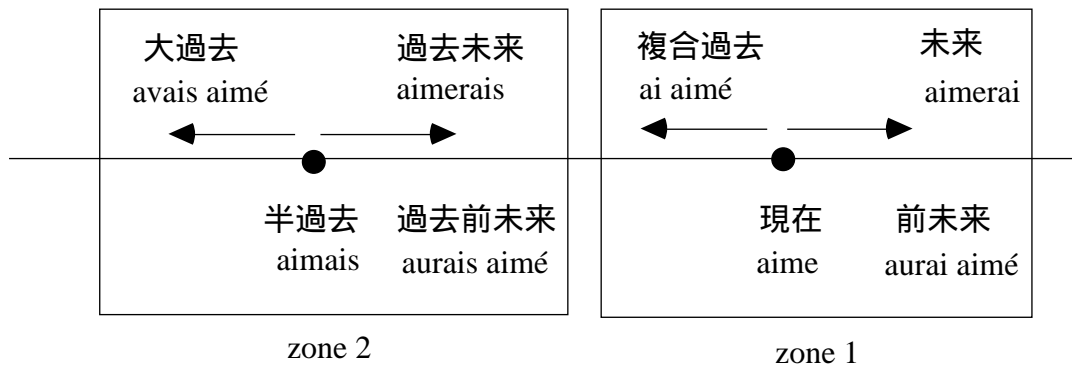 大過去 過去未来
avais aimé aimerais
半過去 過去前未来
aimais aurais aimé
zone 2
複合過去 未来
ai aimé aimerai
現在 前未来
aime aurai aimé
zone 1